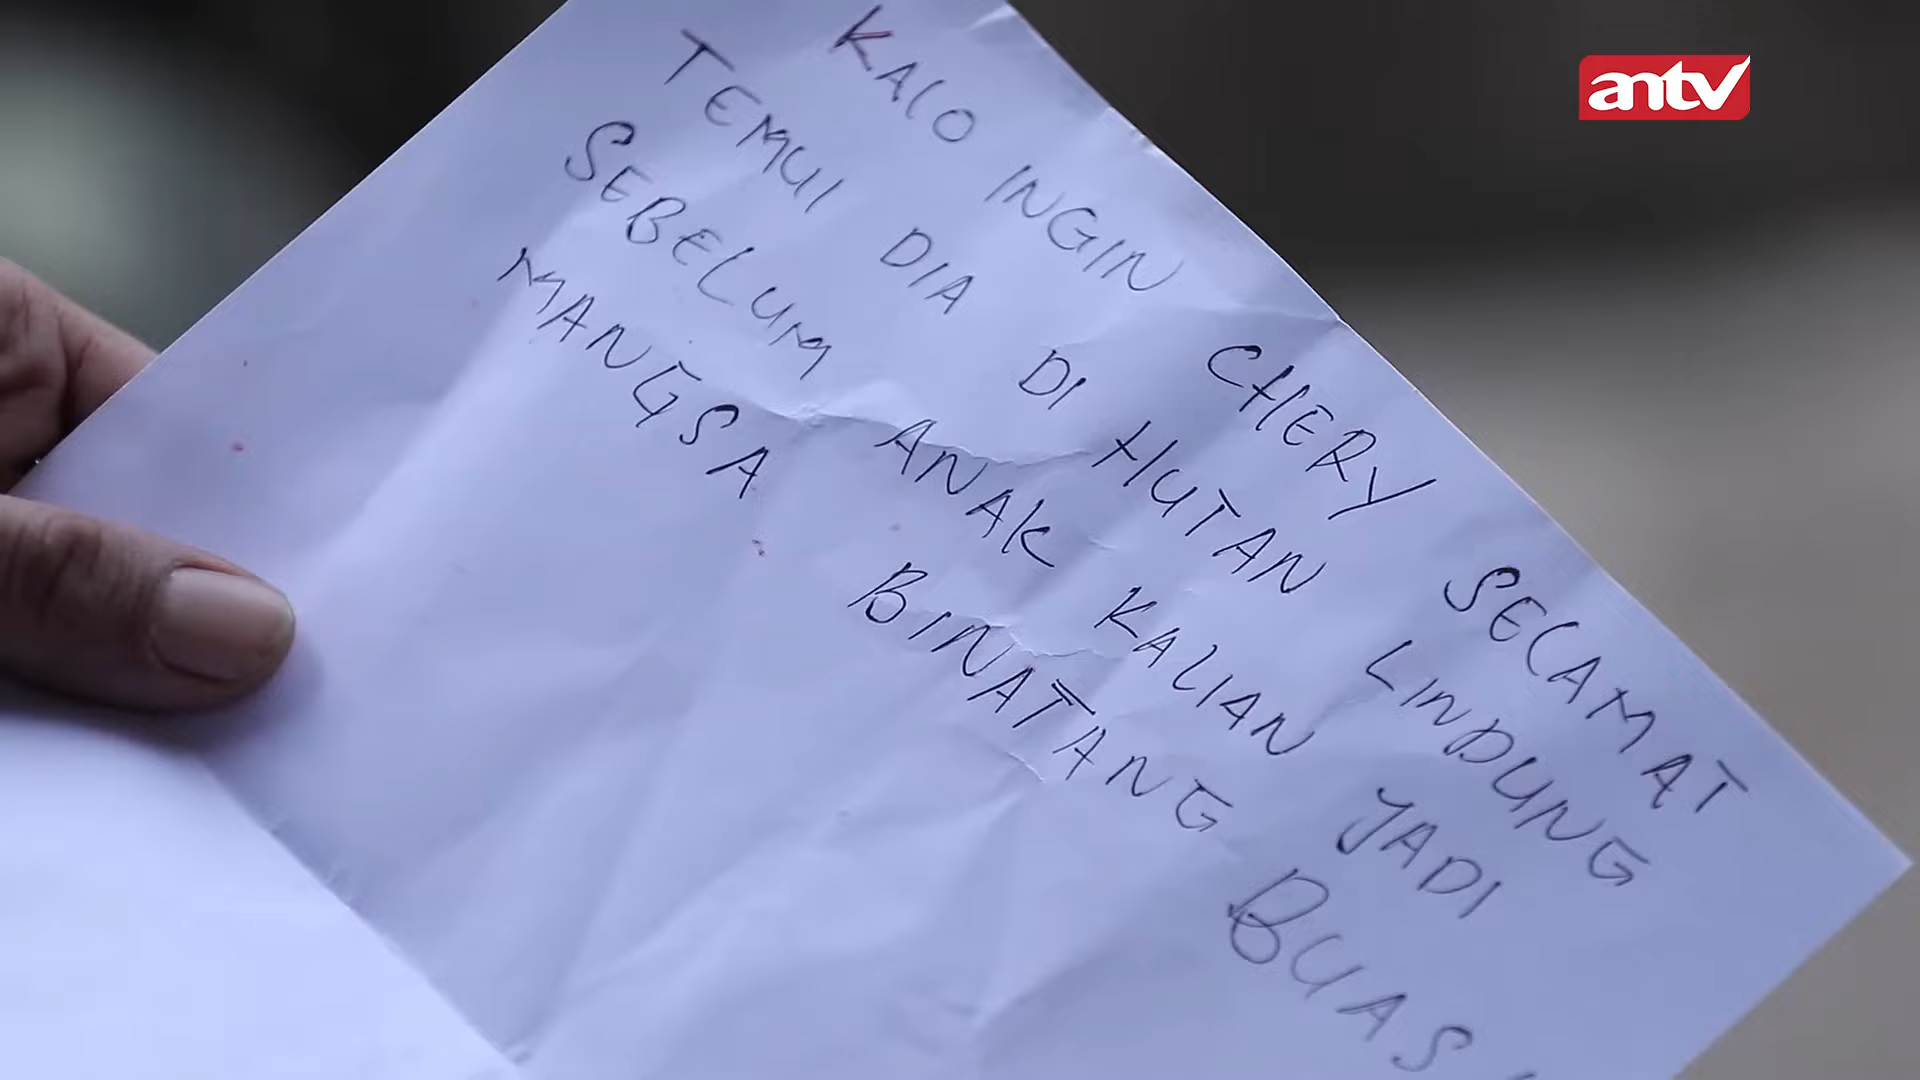 antv
KALO INGIN CHERY SELAMAT
TEMUI DIA DI HUTAN LINDUNG
SEBELUM ANAK KALIAN JADI
MANGSA BINATANG BUAS